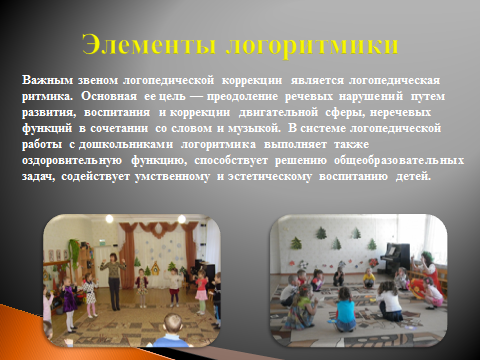 Элементы логоритмики
Важным звеном логопедической коррекции является логопедическая
ритмика. Основная ее цель — преодоление речевых нарушений путем
развития, воспитания и коррекции двигательной сферы, неречевых
функций в сочетании со словом и музыкой. В системе логопедической
работы с дошкольниками логоритмика выполняет также
оздоровительную функцию, способствует решению общеобразовательных
задач, содействует умственному и эстетическому воспитанию детей.